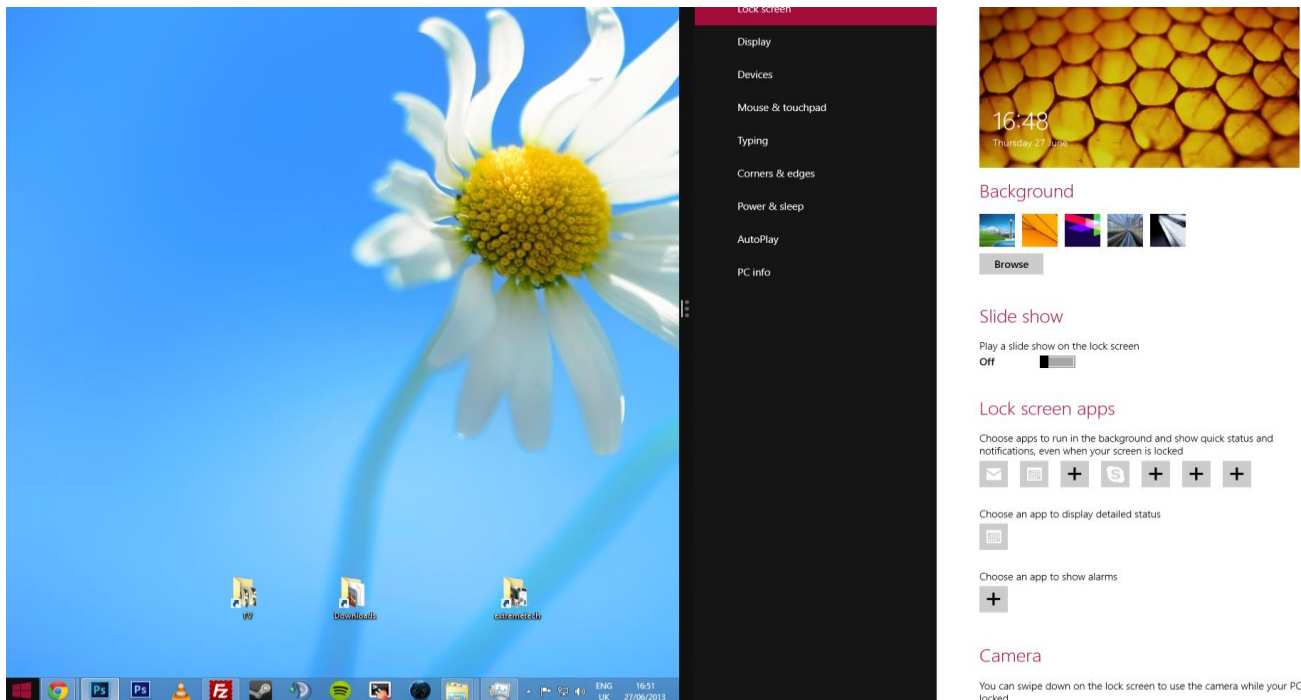 Lock screen
Display
Devices
Mouse & touchpad
Typing
Corners & edges
Power & sleep
AutoPlay
PC info
16:48
Thursday 27 June
Background
Browse
Slide show
Play a slide show on the lock screen
Off
Lock screen apps
Choose apps to run in the background and show quick status and
notifications, even when your screen is locked
Choose an app to display detailed status
Choose an app to show alarms
Camera
You can swipe down on the lock screen to use the camera while your PC
locked
TV
Downloads
extremetech
Ps
Ps
Fz
ENG
UK
16:51
27/06/2013